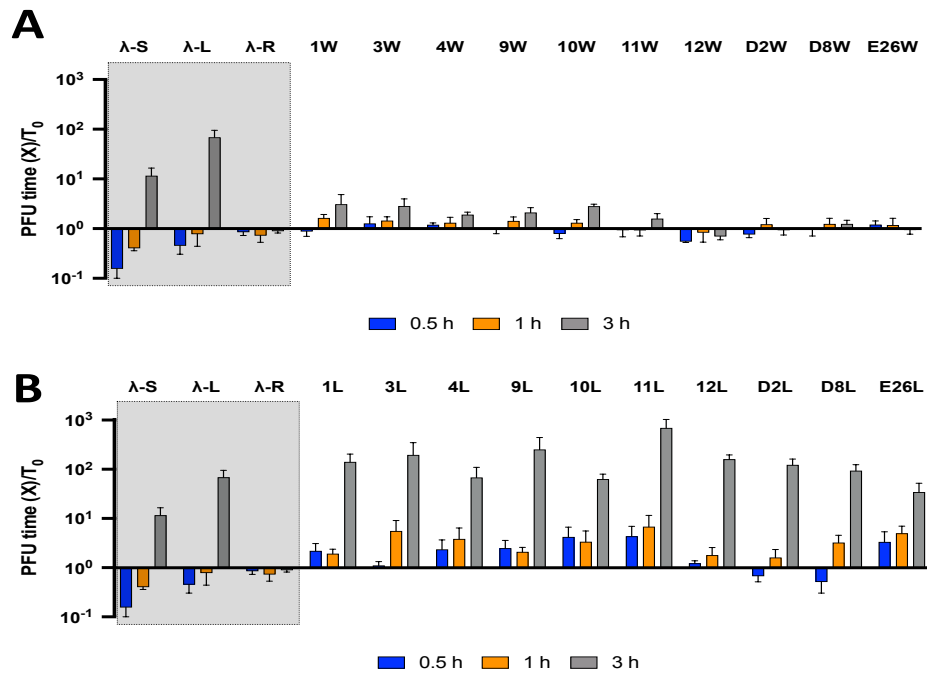 A
λ-S λ-L λ-R 1W 3W 4W 9W 10W 11W 12W D2W D8W E26W
PFU time (X)/T0
10³
10²
10¹
10⁰
10⁻¹
0.5 h 1 h 3 h
B
λ-S λ-L λ-R 1L 3L 4L 9L 10L 11L 12L D2L D8L E26L
PFU time (X)/T0
10³
10²
10¹
10⁰
10⁻¹
0.5 h 1 h 3 h